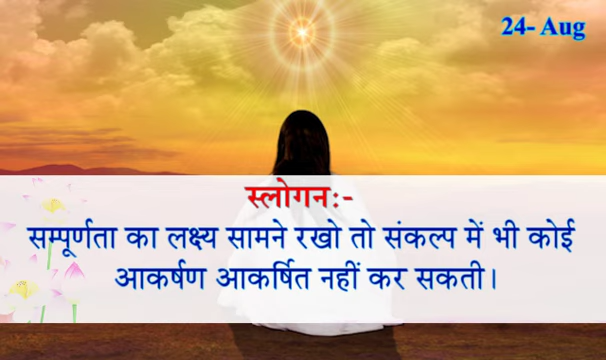 24- Aug
स्लोगनः-
सम्पूर्णता का लक्ष्य सामने रखो तो संकल्प में भी कोई
आकर्षण आकर्षित नहीं कर सकती।